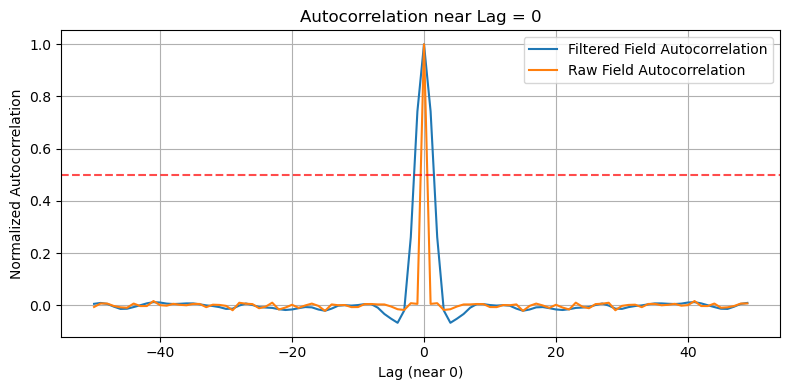 Autocorrelation near Lag = 0
Filtered Field Autocorrelation
Raw Field Autocorrelation
Normalized Autocorrelation
1.0
0.8
0.6
0.4
0.2
0.0
−40
−20
0
20
40
Lag (near 0)